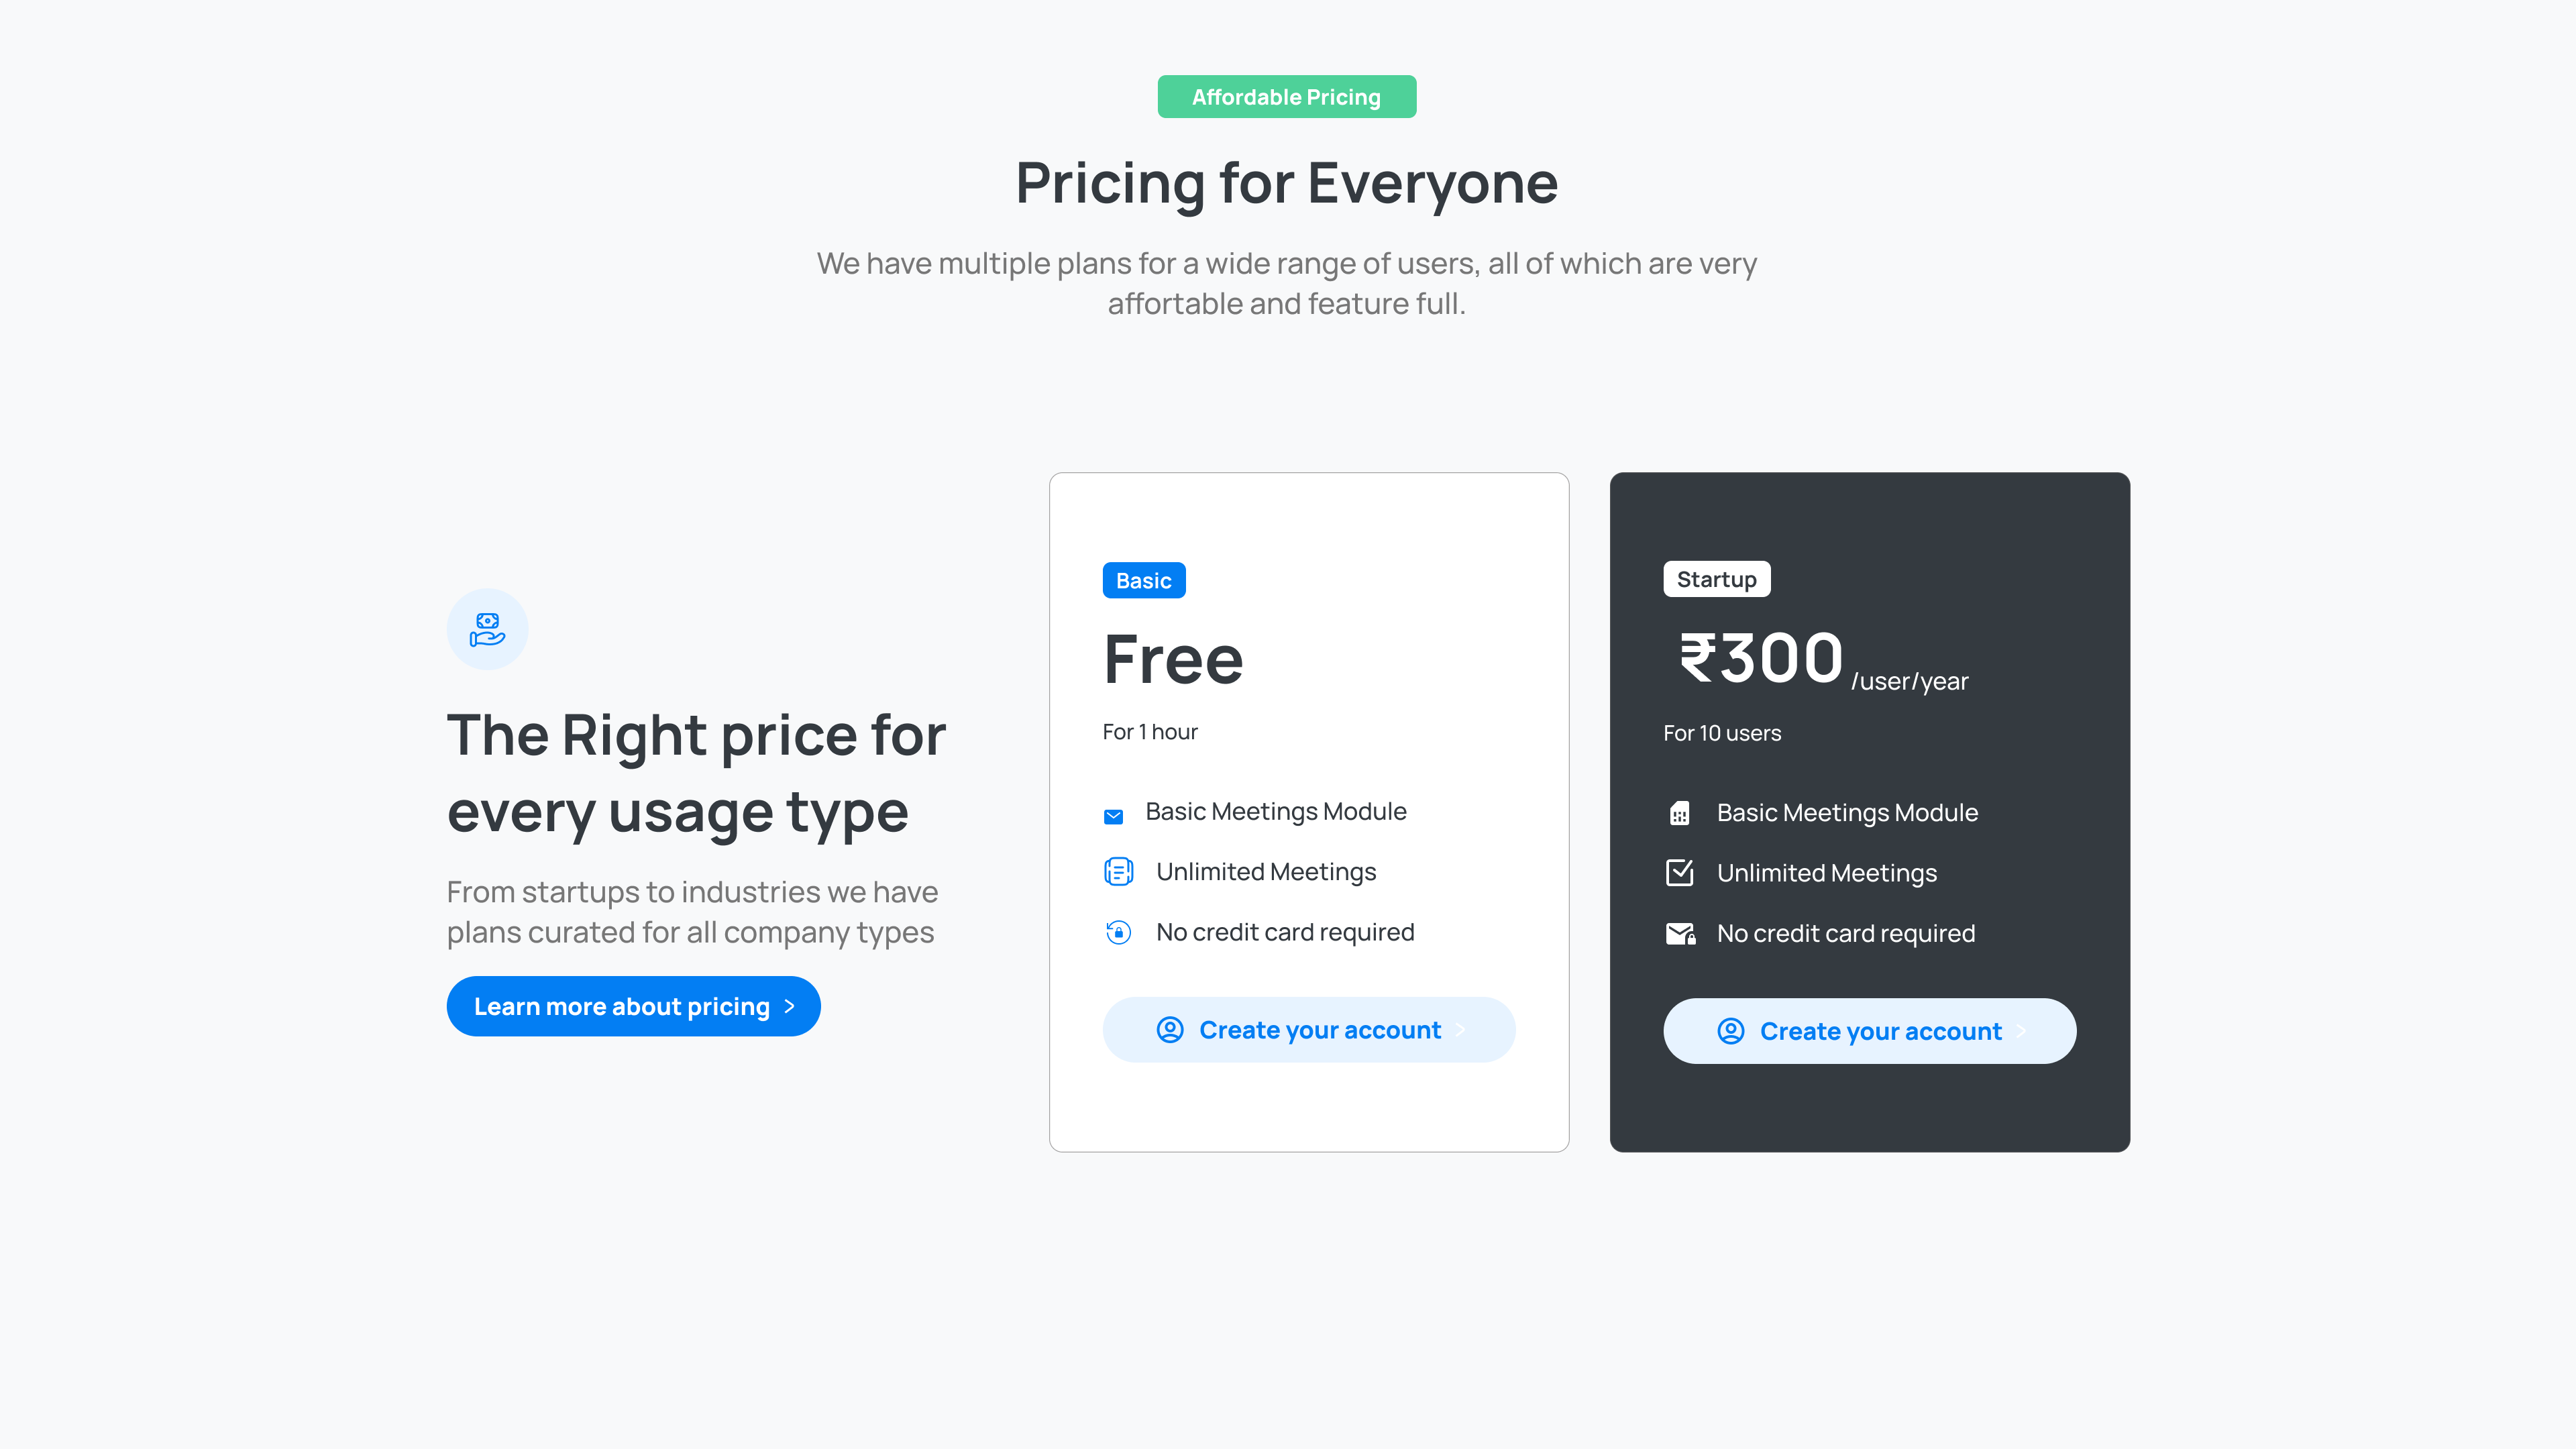 Affordable Pricing
Pricing for Everyone
We have multiple plans for a wide range of users, all of which are very
affortable and feature full.
The Right price for
every usage type
From startups to industries we have
plans curated for all company types
Learn more about pricing >
Basic
Free
For 1 hour
Basic Meetings Module
Unlimited Meetings
No credit card required
Create your account >
Startup
₹300 /user/year
For 10 users
Basic Meetings Module
Unlimited Meetings
No credit card required
Create your account >